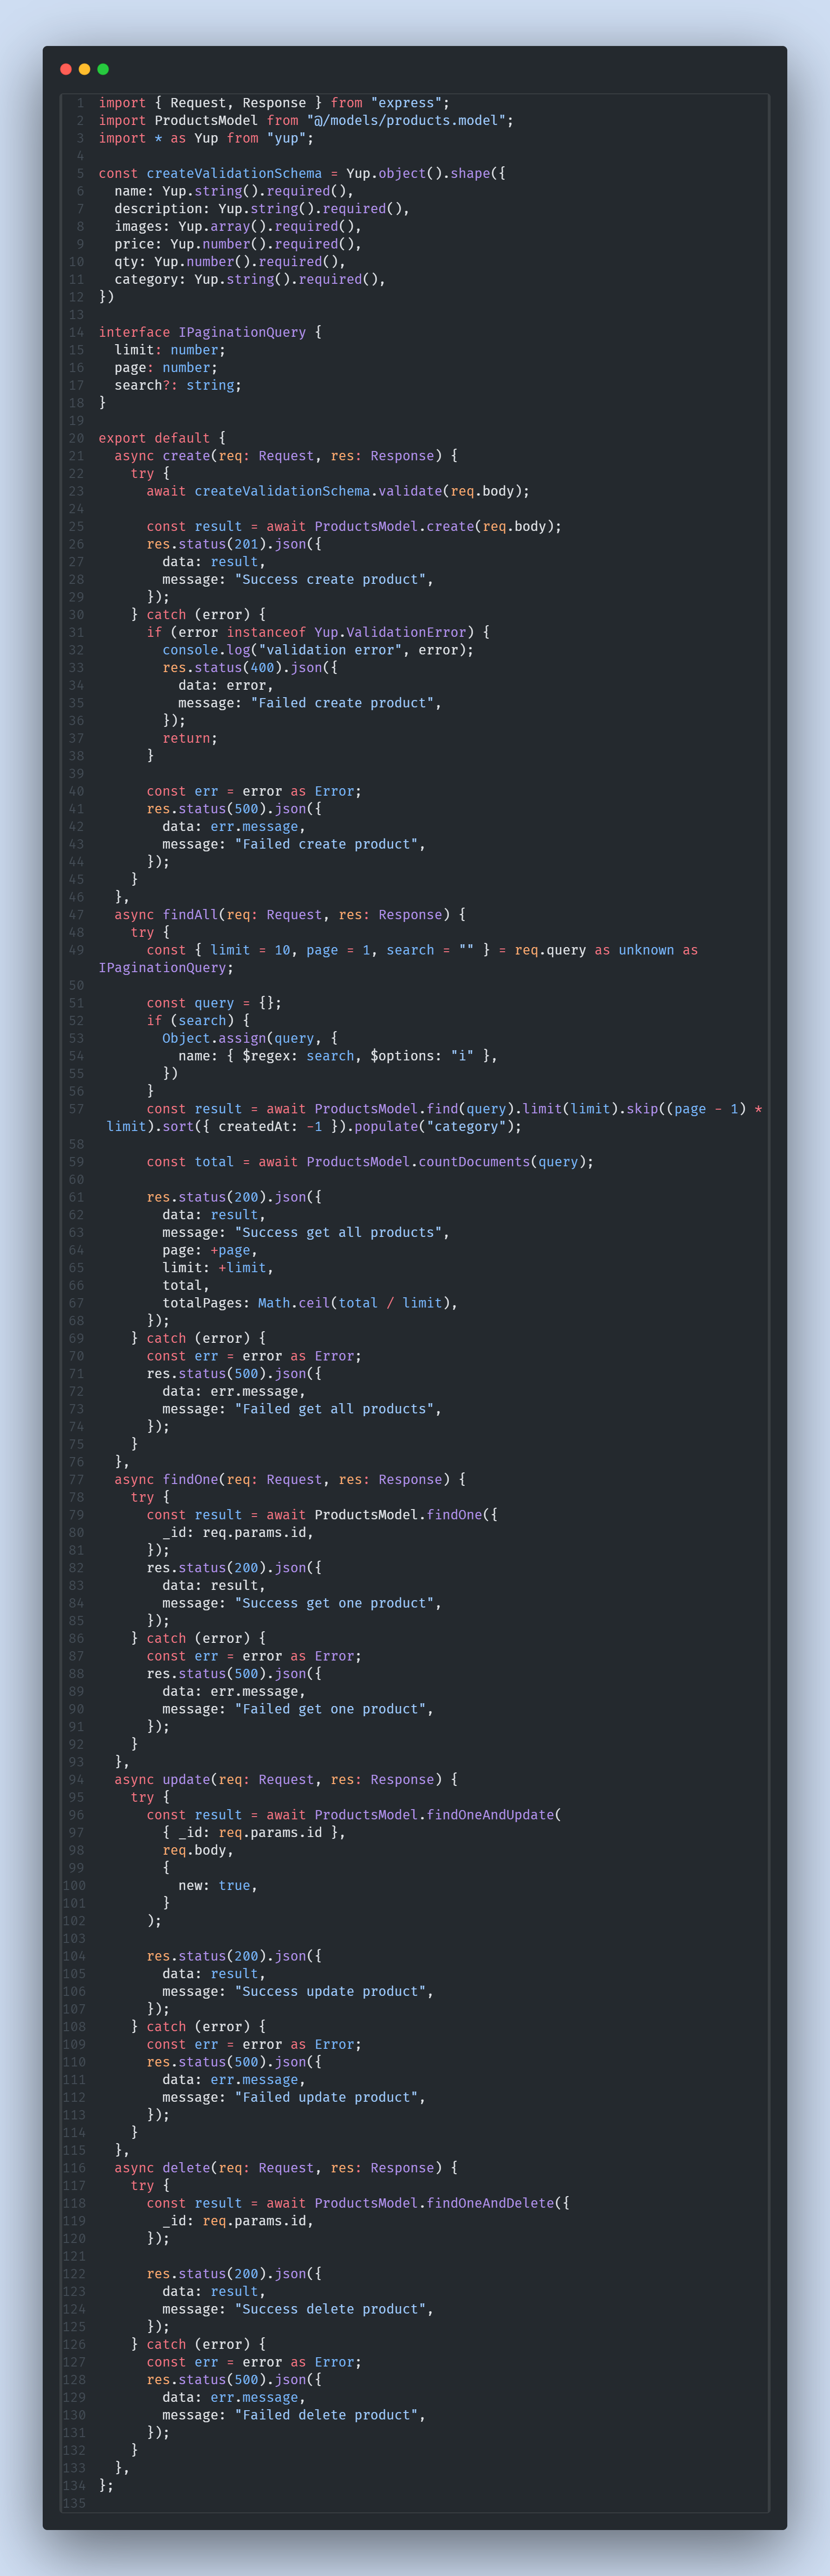 1 import { Request, Response } from "express";
2 import ProductsModel from "@/models/products.model";
3 import * as Yup from "yup";
4
5 const createValidationSchema = Yup.object().shape({
6   name: Yup.string().required(),
7   description: Yup.string().required(),
8   images: Yup.array().required(),
9   price: Yup.number().required(),
10   qty: Yup.number().required(),
11   category: Yup.string().required(),
12 })
13
14 interface IPaginationQuery {
15   limit: number;
16   page: number;
17   search?: string;
18 }
19
20 export default {
21   async create(req: Request, res: Response) {
22     try {
23       await createValidationSchema.validate(req.body);
24
25       const result = await ProductsModel.create(req.body);
26       res.status(201).json({
27         data: result,
28         message: "Success create product",
29       });
30     } catch (error) {
31       if (error instanceof Yup.ValidationError) {
32         console.log("validation error", error);
33         res.status(400).json({
34           data: error,
35           message: "Failed create product",
36         });
37         return;
38       }
39
40       const err = error as Error;
41       res.status(500).json({
42         data: err.message,
43         message: "Failed create product",
44       });
45     }
46   },
47   async findAll(req: Request, res: Response) {
48     try {
49       const { limit = 10, page = 1, search = "" } = req.query as unknown as
IPaginationQuery;
50
51       const query = {};
52       if (search) {
53         Object.assign(query, {
54           name: { $regex: search, $options: "i" },
55         })
56       }
57       const result = await ProductsModel.find(query).limit(limit).skip((page - 1) *
limit).sort({ createdAt: -1 }).populate("category");
58
59       const total = await ProductsModel.countDocuments(query);
60
61       res.status(200).json({
62         data: result,
63         message: "Success get all products",
64         page: +page,
65         limit: +limit,
66         total,
67         totalPages: Math.ceil(total / limit),
68       });
69     } catch (error) {
70       const err = error as Error;
71       res.status(500).json({
72         data: err.message,
73         message: "Failed get all products",
74       });
75     }
76   },
77   async findOne(req: Request, res: Response) {
78     try {
79       const result = await ProductsModel.findOne({
80         _id: req.params.id,
81       });
82       res.status(200).json({
83         data: result,
84         message: "Success get one product",
85       });
86     } catch (error) {
87       const err = error as Error;
88       res.status(500).json({
89         data: err.message,
90         message: "Failed get one product",
91       });
92     }
93   },
94   async update(req: Request, res: Response) {
95     try {
96       const result = await ProductsModel.findOneAndUpdate(
97         { _id: req.params.id },
98         req.body,
99         {
100           new: true,
101         }
102       );
103
104       res.status(200).json({
105         data: result,
106         message: "Success update product",
107       });
108     } catch (error) {
109       const err = error as Error;
110       res.status(500).json({
111         data: err.message,
112         message: "Failed update product",
113       });
114     }
115   },
116   async delete(req: Request, res: Response) {
117     try {
118       const result = await ProductsModel.findOneAndDelete({
119         _id: req.params.id,
120       });
121
122       res.status(200).json({
123         data: result,
124         message: "Success delete product",
125       });
126     } catch (error) {
127       const err = error as Error;
128       res.status(500).json({
129         data: err.message,
130         message: "Failed delete product",
131       });
132     }
133   },
134 };
135